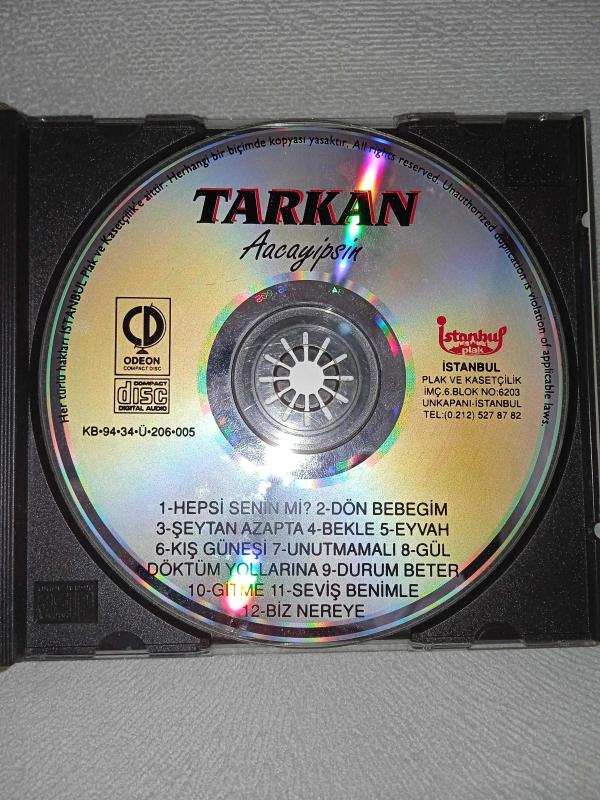 Her türlü hakları İSTANBUL Plak ve Kasetçilik'e aittir. Herhangi bir biçimde kopyası yasaktır. All rights reserved. Unauthorized duplication is violation of applicable laws.
TARKAN
Aacayipsin
CD
ODEON
COMPACT DISC
COMPACT
disc
DIGITAL AUDIO
KB•94•34•Ü•206•005
istanbul
plak
İSTANBUL
PLAK VE KASETÇİLİK
İMÇ.6.BLOK NO:6203
UNKAPANI-İSTANBUL
TEL:(0.212) 527 87 82
1-HEPSİ SENİN Mİ? 2-DÖN BEBEGİM
3-ŞEYTAN AZAPTA 4-BEKLE 5-EYVAH
6-KIŞ GÜNEŞİ 7-UNUTMAMALI 8-GÜL
DÖKTÜM YOLLARINA 9-DURUM BETER
10-GİTME 11-SEVİŞ BENİMLE
12-BİZ NEREYE